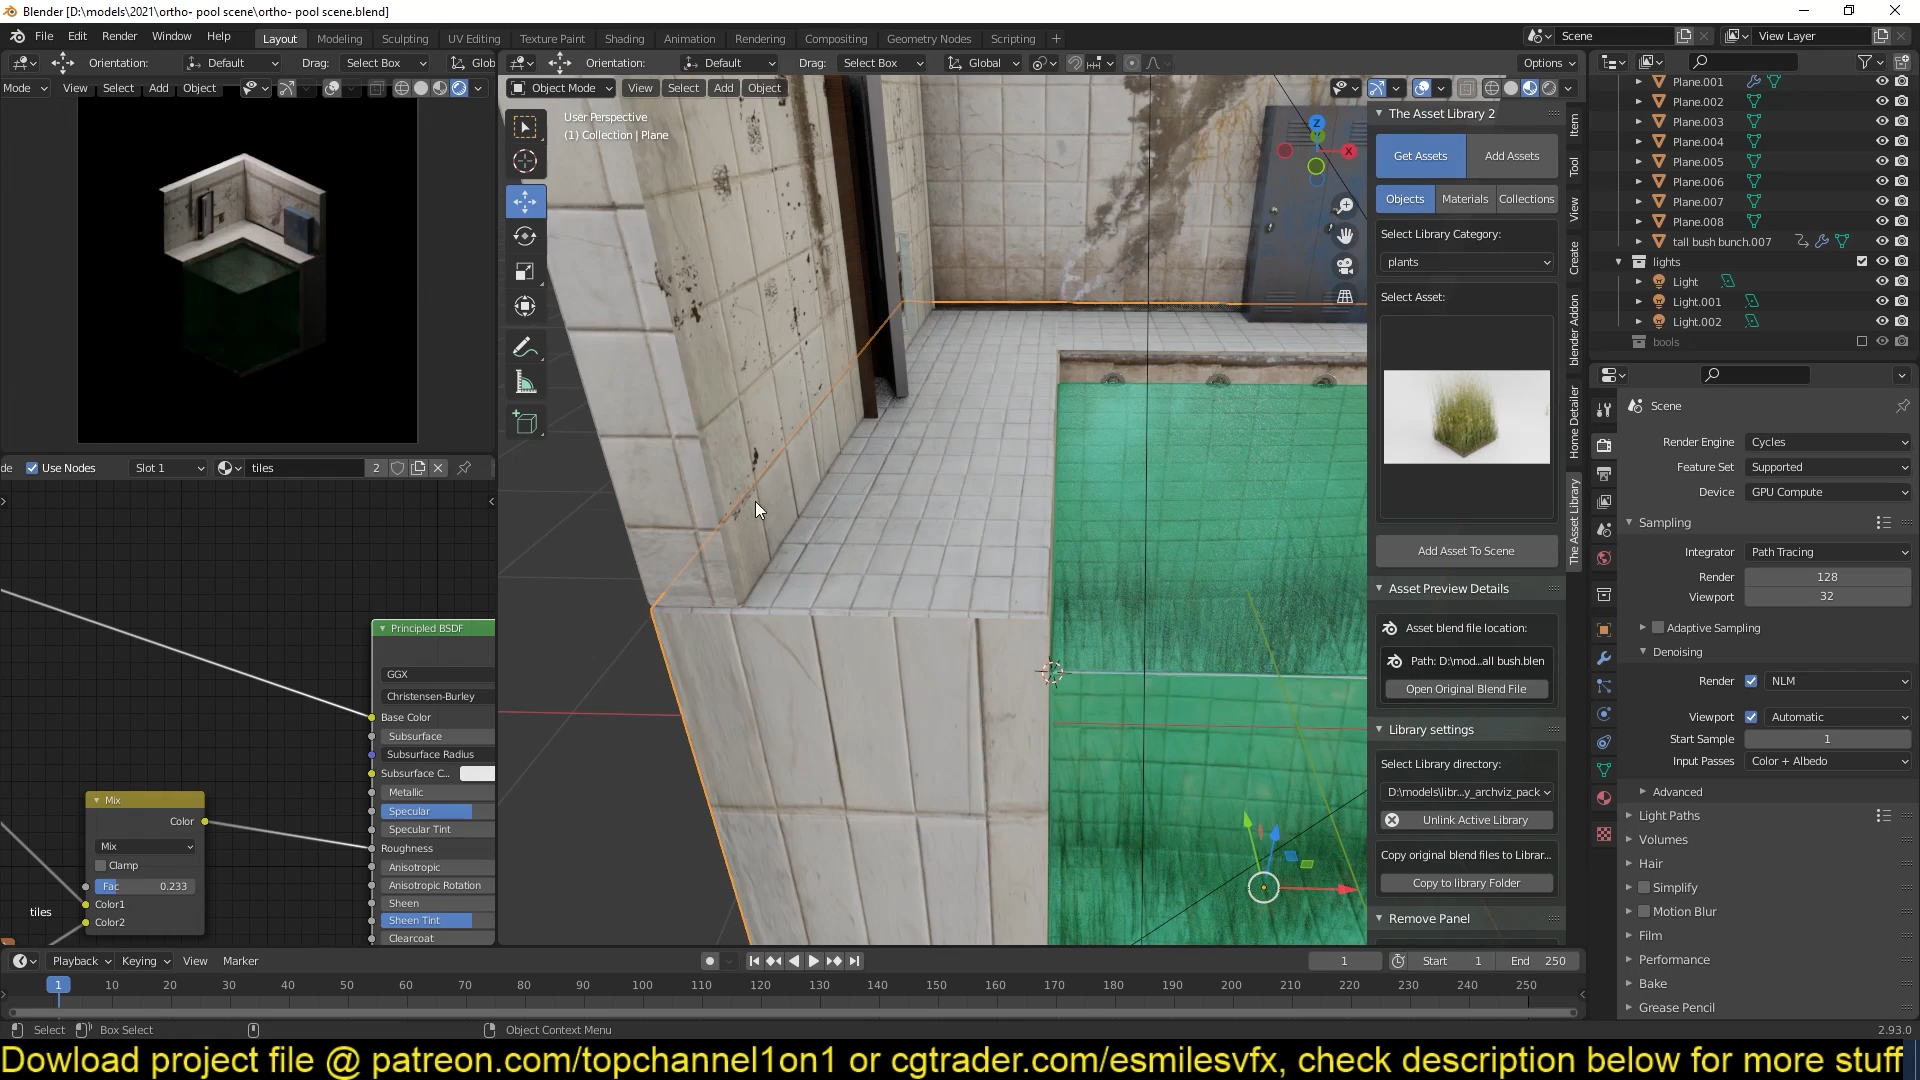 Blender [D:\models\2021\ortho- pool scene\ortho- pool scene.blend]
File Edit Render Window Help Layout Modeling Sculpting UV Editing Texture Paint Shading Animation Rendering Compositing Geometry Nodes Scripting + Scene View Layer
Orientation: Default Drag: Select Box Glob
Orientation: Default Drag: Select Box Global Options
Mode View Select Add Object
Object Mode View Select Add Object
User Perspective
(1) Collection | Plane
Z
X
The Asset Library 2
Get Assets Add Assets
Objects Materials Collections
Select Library Category:
plants
Select Asset:
Add Asset To Scene
Asset Preview Details
Asset blend file location:
Path: D:\mod...all bush.blen
Open Original Blend File
Library settings
Select Library directory:
D:\models\libr...y_archviz_pack
Unlink Active Library
Copy original blend files to Librar...
Copy to library Folder
Remove Panel
Item
Tool
View
Create
blender Addon
Home Detailer
The Asset Library
Plane.001
Plane.002
Plane.003
Plane.004
Plane.005
Plane.006
Plane.007
Plane.008
tall bush bunch.007
lights
Light
Light.001
Light.002
bools
Scene
Render Engine Cycles
Feature Set Supported
Device GPU Compute
Sampling
Integrator Path Tracing
Render 128
Viewport 32
Adaptive Sampling
Denoising
Render NLM
Viewport Automatic
Start Sample 1
Input Passes Color + Albedo
Advanced
Light Paths
Volumes
Hair
Simplify
Motion Blur
Film
Performance
Bake
Grease Pencil
de Use Nodes Slot 1 tiles 2
Principled BSDF
GGX
Christensen-Burley
Base Color
Subsurface
Subsurface Radius
Subsurface C...
Metallic
Specular
Specular Tint
Roughness
Anisotropic
Anisotropic Rotation
Sheen
Sheen Tint
Clearcoat
Mix
Color
Mix
Clamp
Fac 0.233
Color1
Color2
tiles
Playback Keying View Marker 1 Start 1 End 250
1 10 20 30 40 50 60 70 80 90 100 110 120 130 140 150 160 170 180 190 200 210 220 230 240 250
Select Box Select Object Context Menu 2.93.0
Dowload project file @ patreon.com/topchannel1on1 or cgtrader.com/esmilesvfx, check description below for more stuff